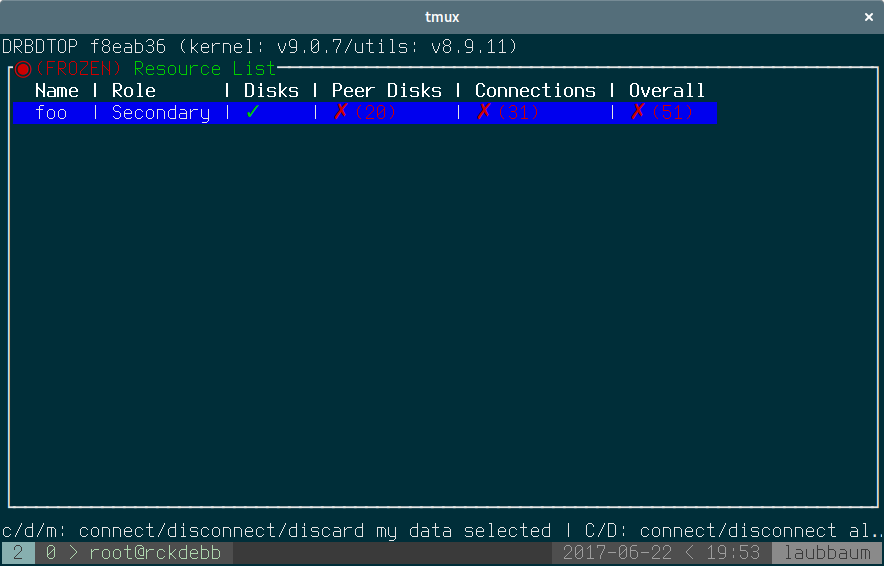 tmux ×
DRBDTOP f8eab36 (kernel: v9.0.7/utils: v8.9.11)
◉(FROZEN) Resource List
Name | Role | Disks | Peer Disks | Connections | Overall
foo | Secondary | ✓ | ✗(20) | ✗(31) | ✗(51)
c/d/m: connect/disconnect/discard my data selected | C/D: connect/disconnect al..
2 0 > root@rckdebb 2017-06-22 < 19:53 laubbaum